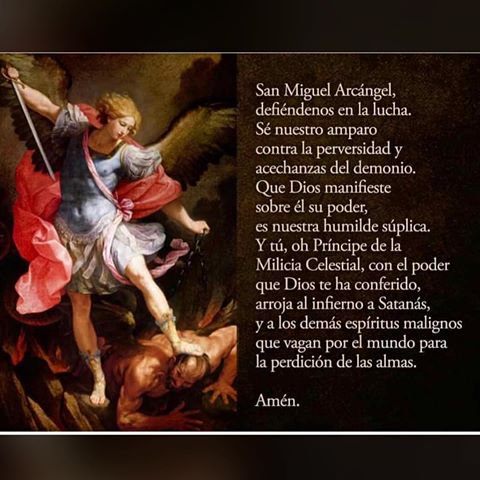 San Miguel Arcángel,
defiéndenos en la lucha.
Sé nuestro amparo
contra la perversidad y
acechanzas del demonio.
Que Dios manifieste
sobre él su poder,
es nuestra humilde súplica.
Y tú, oh Príncipe de la
Milicia Celestial, con el poder
que Dios te ha conferido,
arroja al infierno a Satanás,
y a los demás espíritus malignos
que vagan por el mundo para
la perdición de las almas.
Amén.